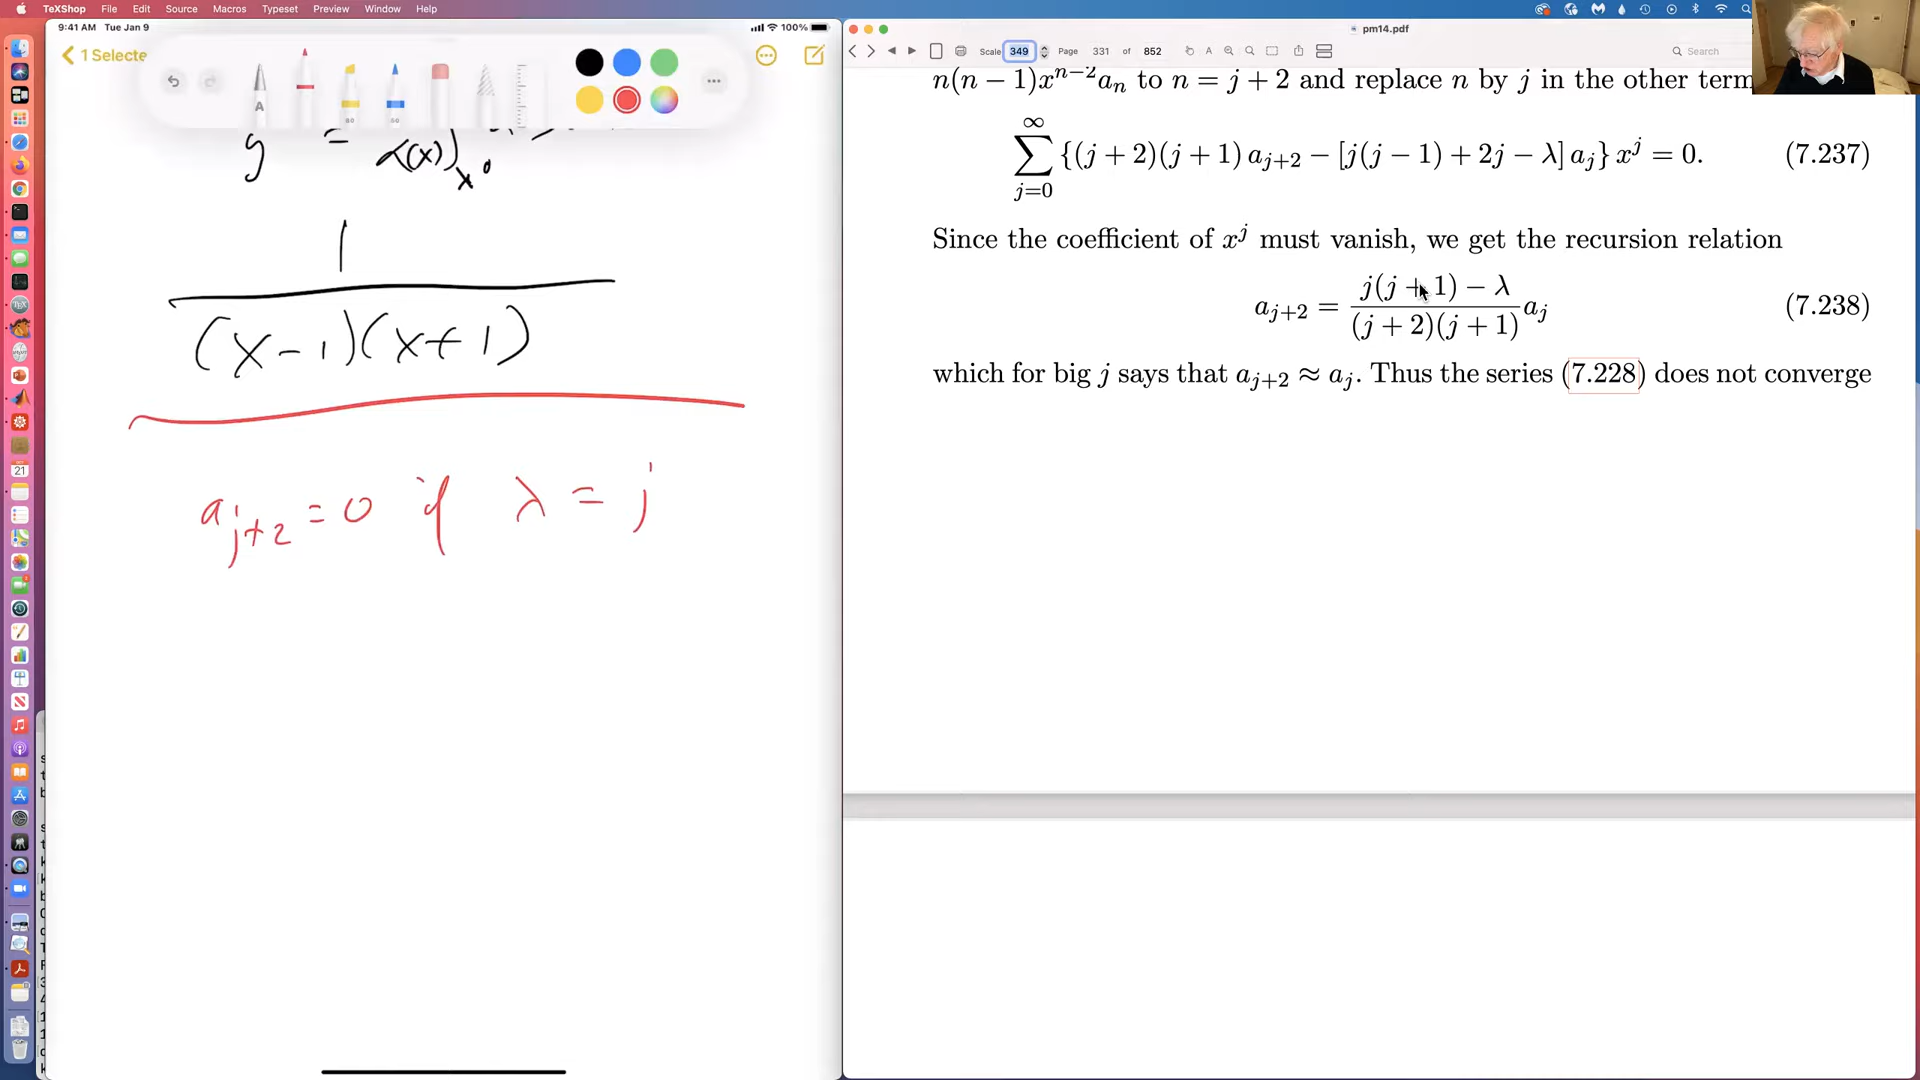 TeXShop File Edit Source Macros Typeset Preview Window Help
9:41 AM Tue Jan 9
100%
1 Selecte
y = α(x)) x⁰
1
(x-1)(x+1)
a_{j+2} = 0 if λ = j
pm14.pdf
Scale 349 Page 331 of 852
Search
n(n − 1)x^{n−2}a_n to n = j + 2 and replace n by j in the other term
∑_{j=0}^{∞} {(j + 2)(j + 1) a_{j+2} − [j(j − 1) + 2j − λ] a_j} x^j = 0. (7.237)
Since the coefficient of x^j must vanish, we get the recursion relation
a_{j+2} = \frac{j(j + 1) − λ}{(j + 2)(j + 1)} a_j (7.238)
which for big j says that a_{j+2} ≈ a_j. Thus the series (7.228) does not converge